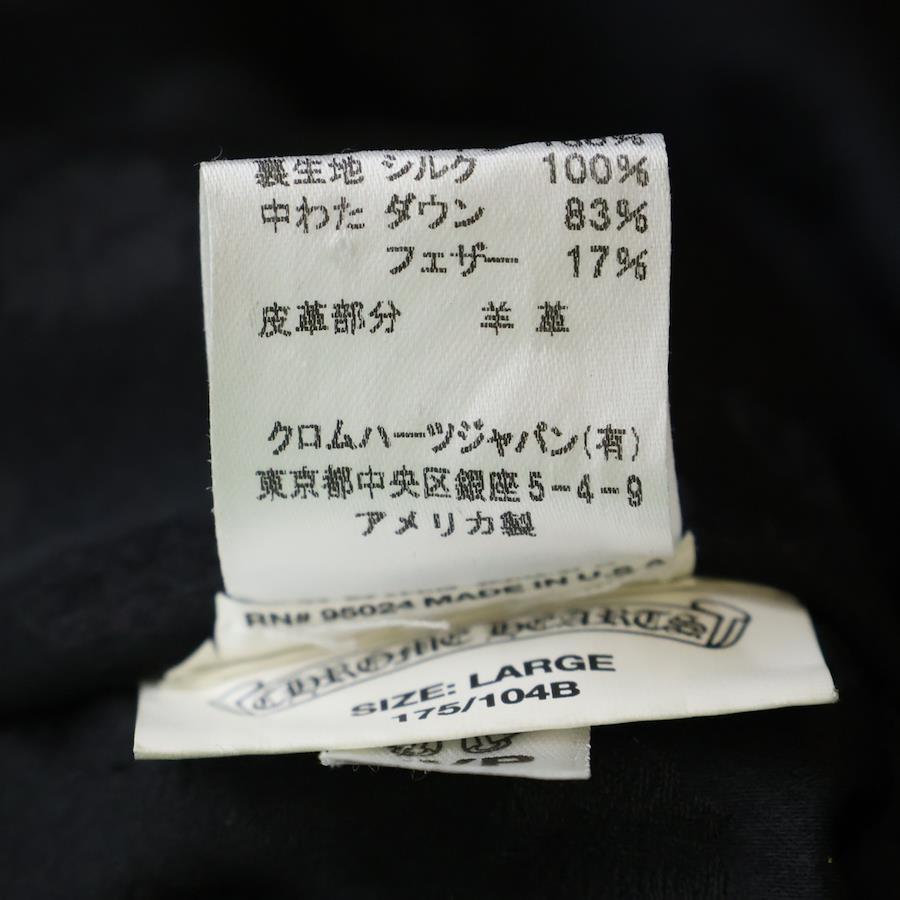 100%
裏生地 シルク 100%
中わた ダウン 83%
フェザー 17%
皮革部分 羊革
クロムハーツジャパン(有)
東京都中央区銀座5-4-9
アメリカ製
RN# 95024 MADE IN U.S.A
CHROME HEARTS
SIZE: LARGE
175/104B